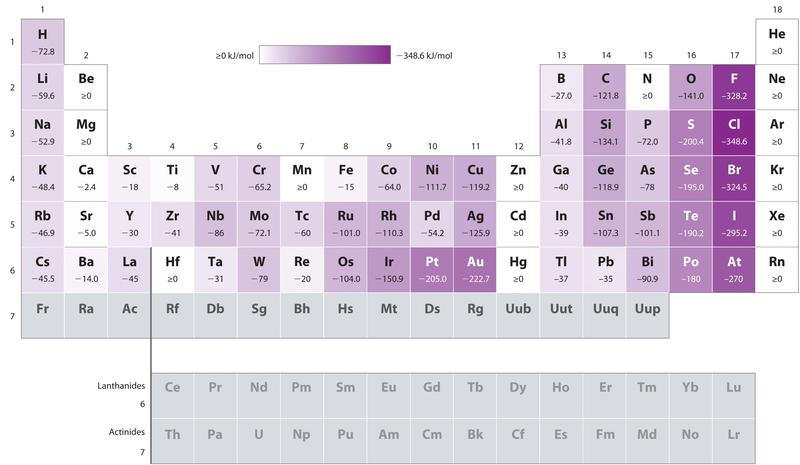 1 18
H He
1 −72.8 2 ≥0 kJ/mol −348.6 kJ/mol 13 14 15 16 17 ≥0
Li Be B C N O F Ne
2 −59.6 ≥0 −27.0 −121.8 ≥0 −141.0 −328.2 ≥0
Na Mg Al Si P S Cl Ar
3 −52.9 ≥0 3 4 5 6 7 8 9 10 11 12 −41.8 −134.1 −72.0 −200.4 −348.6 ≥0
K Ca Sc Ti V Cr Mn Fe Co Ni Cu Zn Ga Ge As Se Br Kr
4 −48.4 −2.4 −18 −8 −51 −65.2 ≥0 −15 −64.0 −111.7 −119.2 ≥0 −40 −118.9 −78 −195.0 −324.5 ≥0
Rb Sr Y Zr Nb Mo Tc Ru Rh Pd Ag Cd In Sn Sb Te I Xe
5 −46.9 −5.0 −30 −41 −86 −72.1 −60 −101.0 −110.3 −54.2 −125.9 ≥0 −39 −107.3 −101.1 −190.2 −295.2 ≥0
Cs Ba La Hf Ta W Re Os Ir Pt Au Hg Tl Pb Bi Po At Rn
6 −45.5 −14.0 −45 ≥0 −31 −79 −20 −104.0 −150.9 −205.0 −222.7 ≥0 −37 −35 −90.9 −180 −270 ≥0
7 Fr Ra Ac Rf Db Sg Bh Hs Mt Ds Rg Uub Uut Uuq Uup
Lanthanides Ce Pr Nd Pm Sm Eu Gd Tb Dy Ho Er Tm Yb Lu
6
Actinides Th Pa U Np Pu Am Cm Bk Cf Es Fm Md No Lr
7